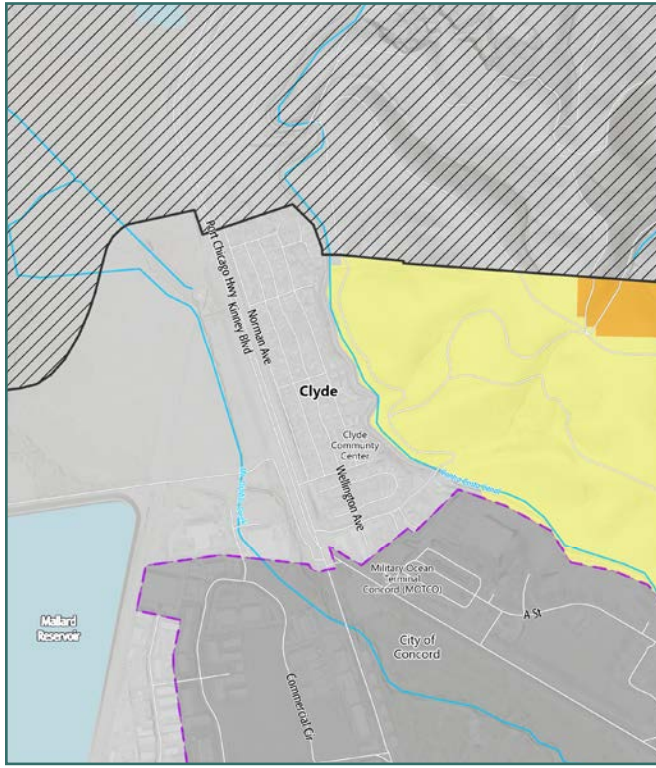 Port Chicago Hwy
Kinney Blvd
Norman Ave
Clyde
Clyde
Community
Center
Wellington Ave
Military Ocean
Terminal
Concord (MOTCO)
A St
Mallard
Reservoir
City of
Concord
Commercial Cir